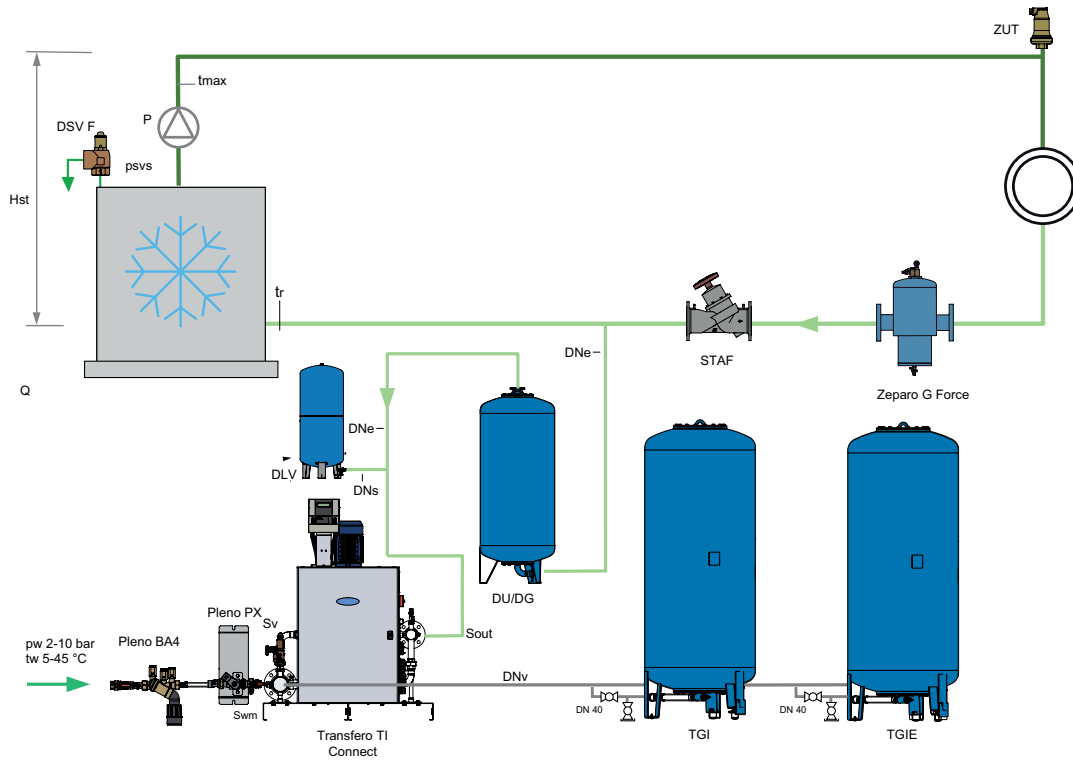 ZUT
tmax
P
DSV F
psvs
Hst
tr
DNe
STAF
Zeparo G Force
Q
DNe
DLV
DNs
DU/DG
Pleno PX
Sv
Sout
Pleno BA4
pw 2-10 bar
tw 5-45 °C
DNv
DN 40
DN 40
Swm
Transfero TI
Connect
TGI
TGIE